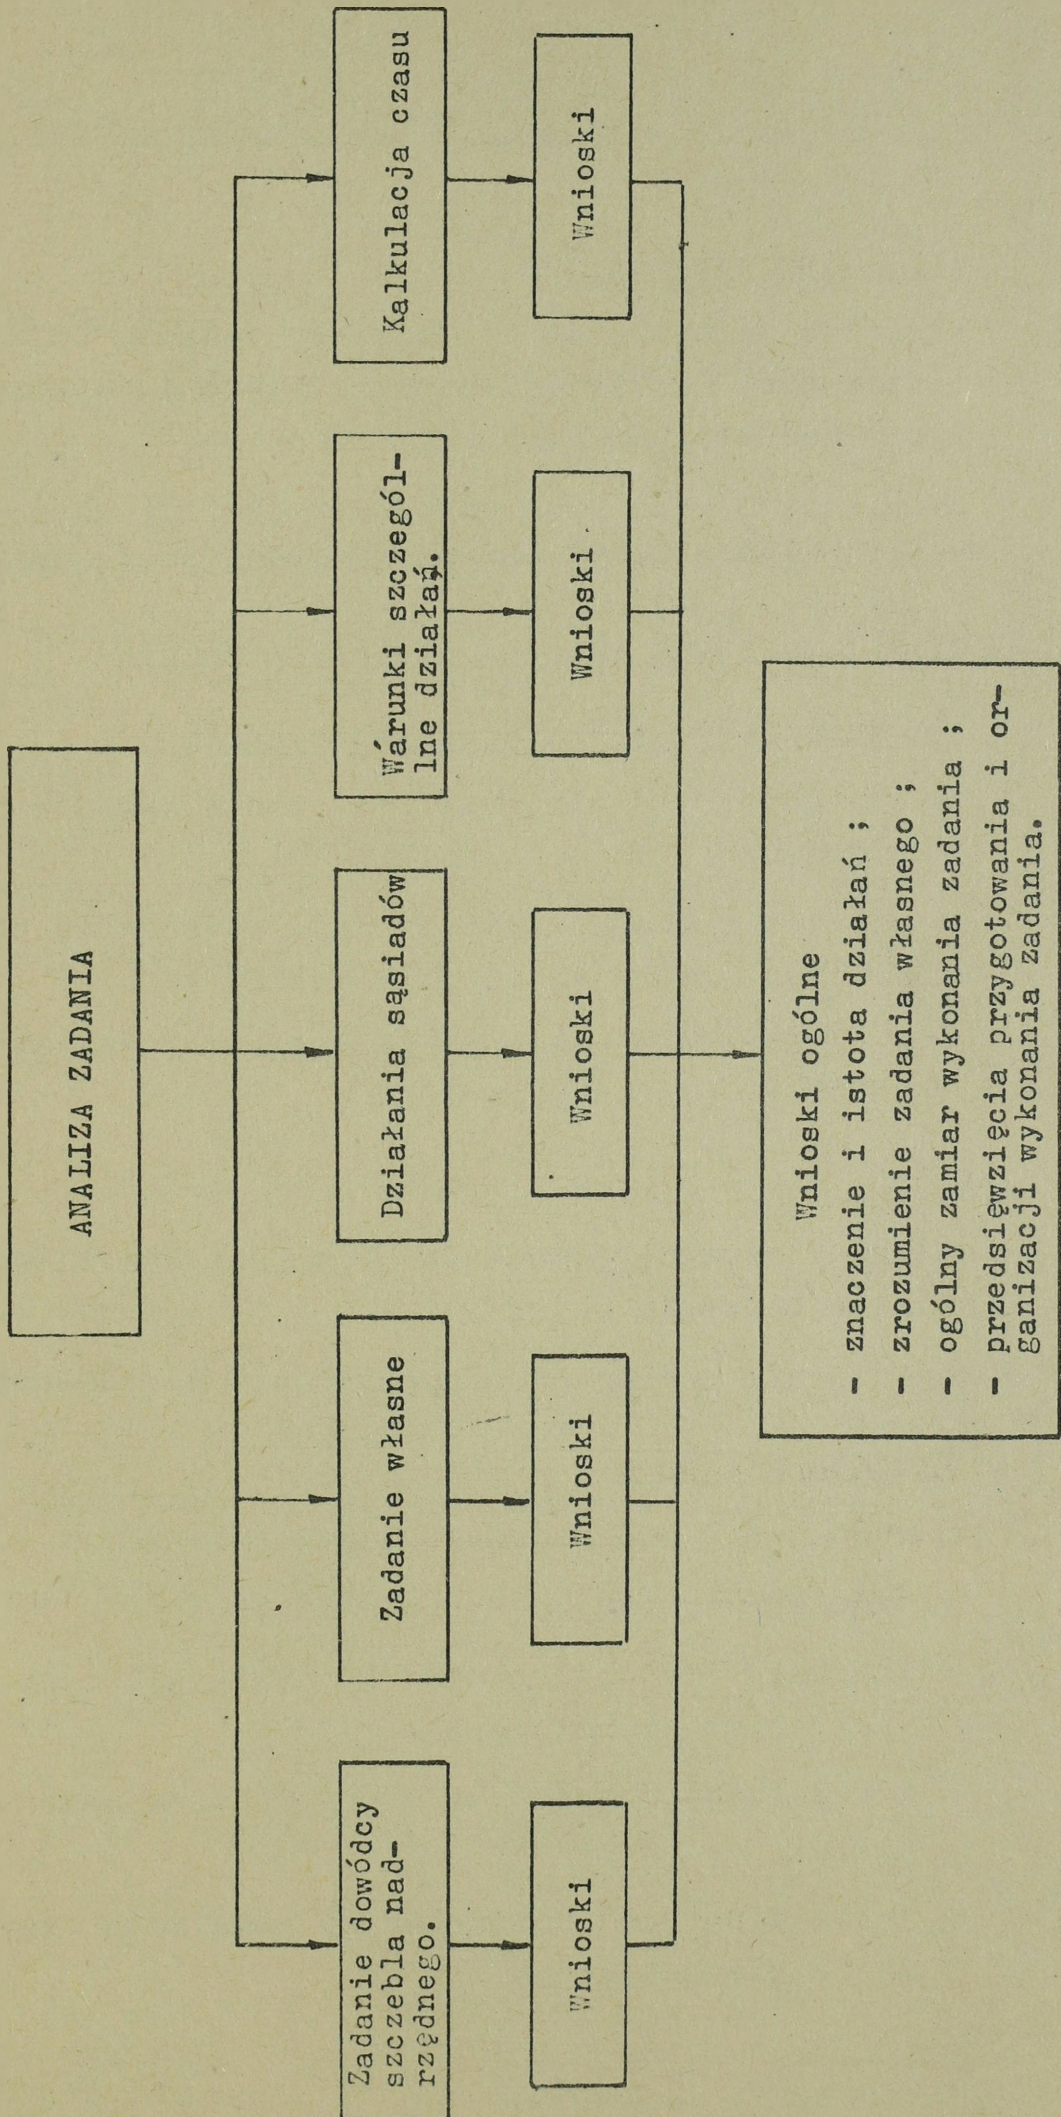 ANALIZA ZADANIA
Zadanie dowódcy
szczebla nad-
rzędnego.
Zadanie własne
Działania sąsiadów
Warunki szczegól-
lne działań.
Kalkulacja czasu
Wnioski
Wnioski
Wnioski
Wnioski
Wnioski
Wnioski ogólne
- znaczenie i istota działań ;
- zrozumienie zadania własnego ;
- ogólny zamiar wykonania zadania ;
- przedsięwzięcia przygotowania i or-
ganizacji wykonania zadania.